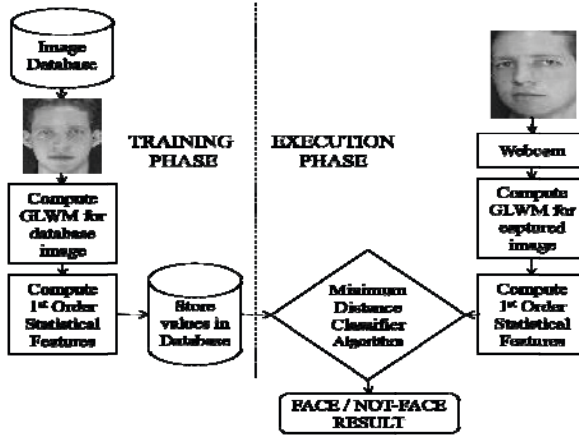 Image
Database
TRAINING
PHASE
Compute
GLWM for
database
image
Compute
1st Order
Statistical
Features
Store
values in
Database
EXECUTION
PHASE
Webcam
Compute
GLWM for
captured
image
Compute
1st Order
Statistical
Features
Minimum
Distance
Classifier
Algorithm
FACE / NOT-FACE
RESULT